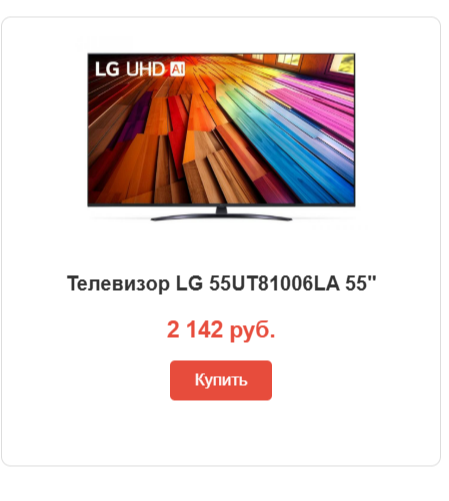 LG UHD AI
Телевизор LG 55UT81006LA 55"
2 142 руб.
Купить